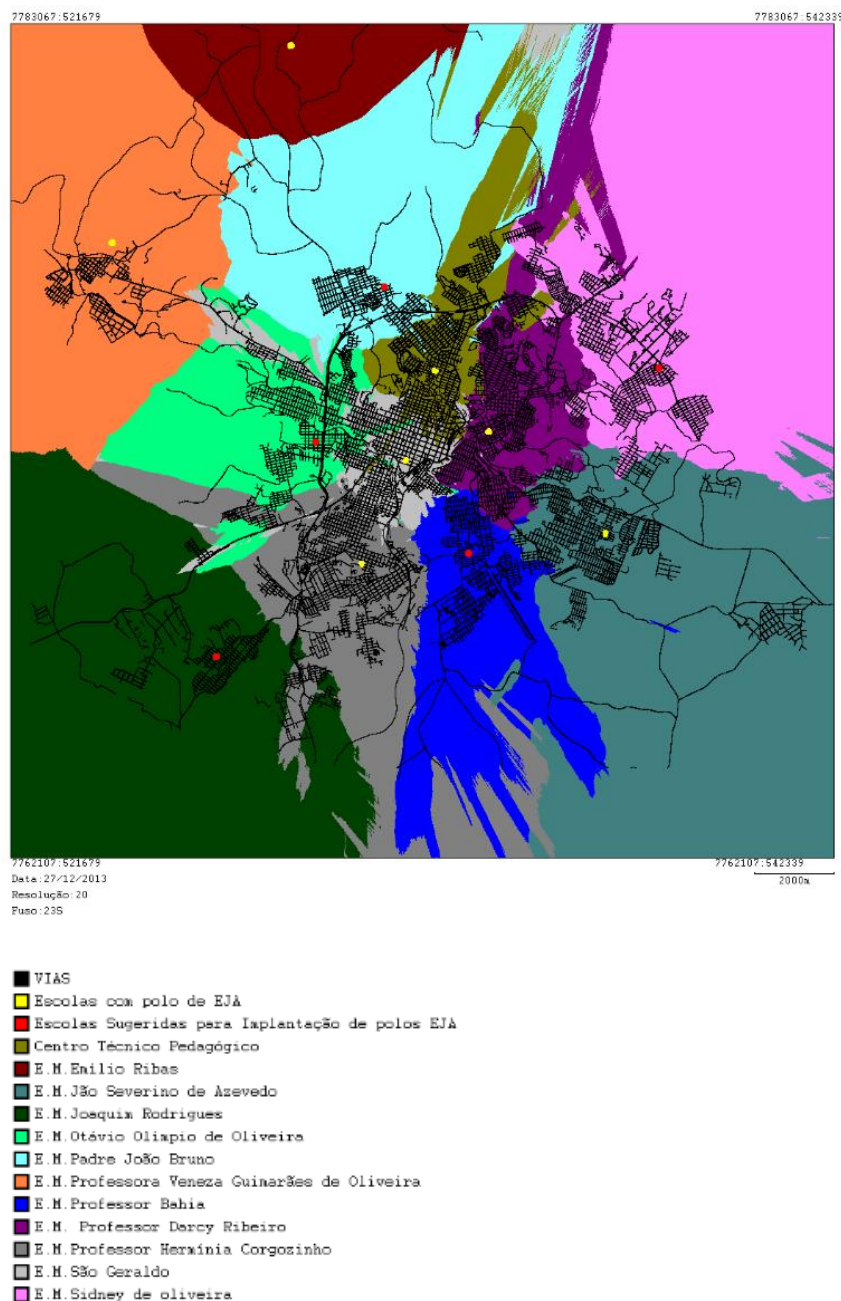 7783067:521679 7783067:542339
7762107:521679 7762107:542339
Data:27/12/2013 2000m
Resolução:20
Fuso:23S
VIAS
Escolas com polo de EJA
Escolas Sugeridas para Implantação de polos EJA
Centro Técnico Pedagógico
E.M.Emilio Ribas
E.M.Jão Severino de Azevedo
E.M.Joaquim Rodrigues
E.M.Otávio Olimpio de Oliveira
E.M.Padre João Bruno
E.M.Professora Veneza Guimarães de Oliveira
E.M.Professor Bahia
E.M. Professor Darcy Ribeiro
E.M.Professor Hermínia Corgozinho
E.M.São Geraldo
E.M.Sidney de oliveira